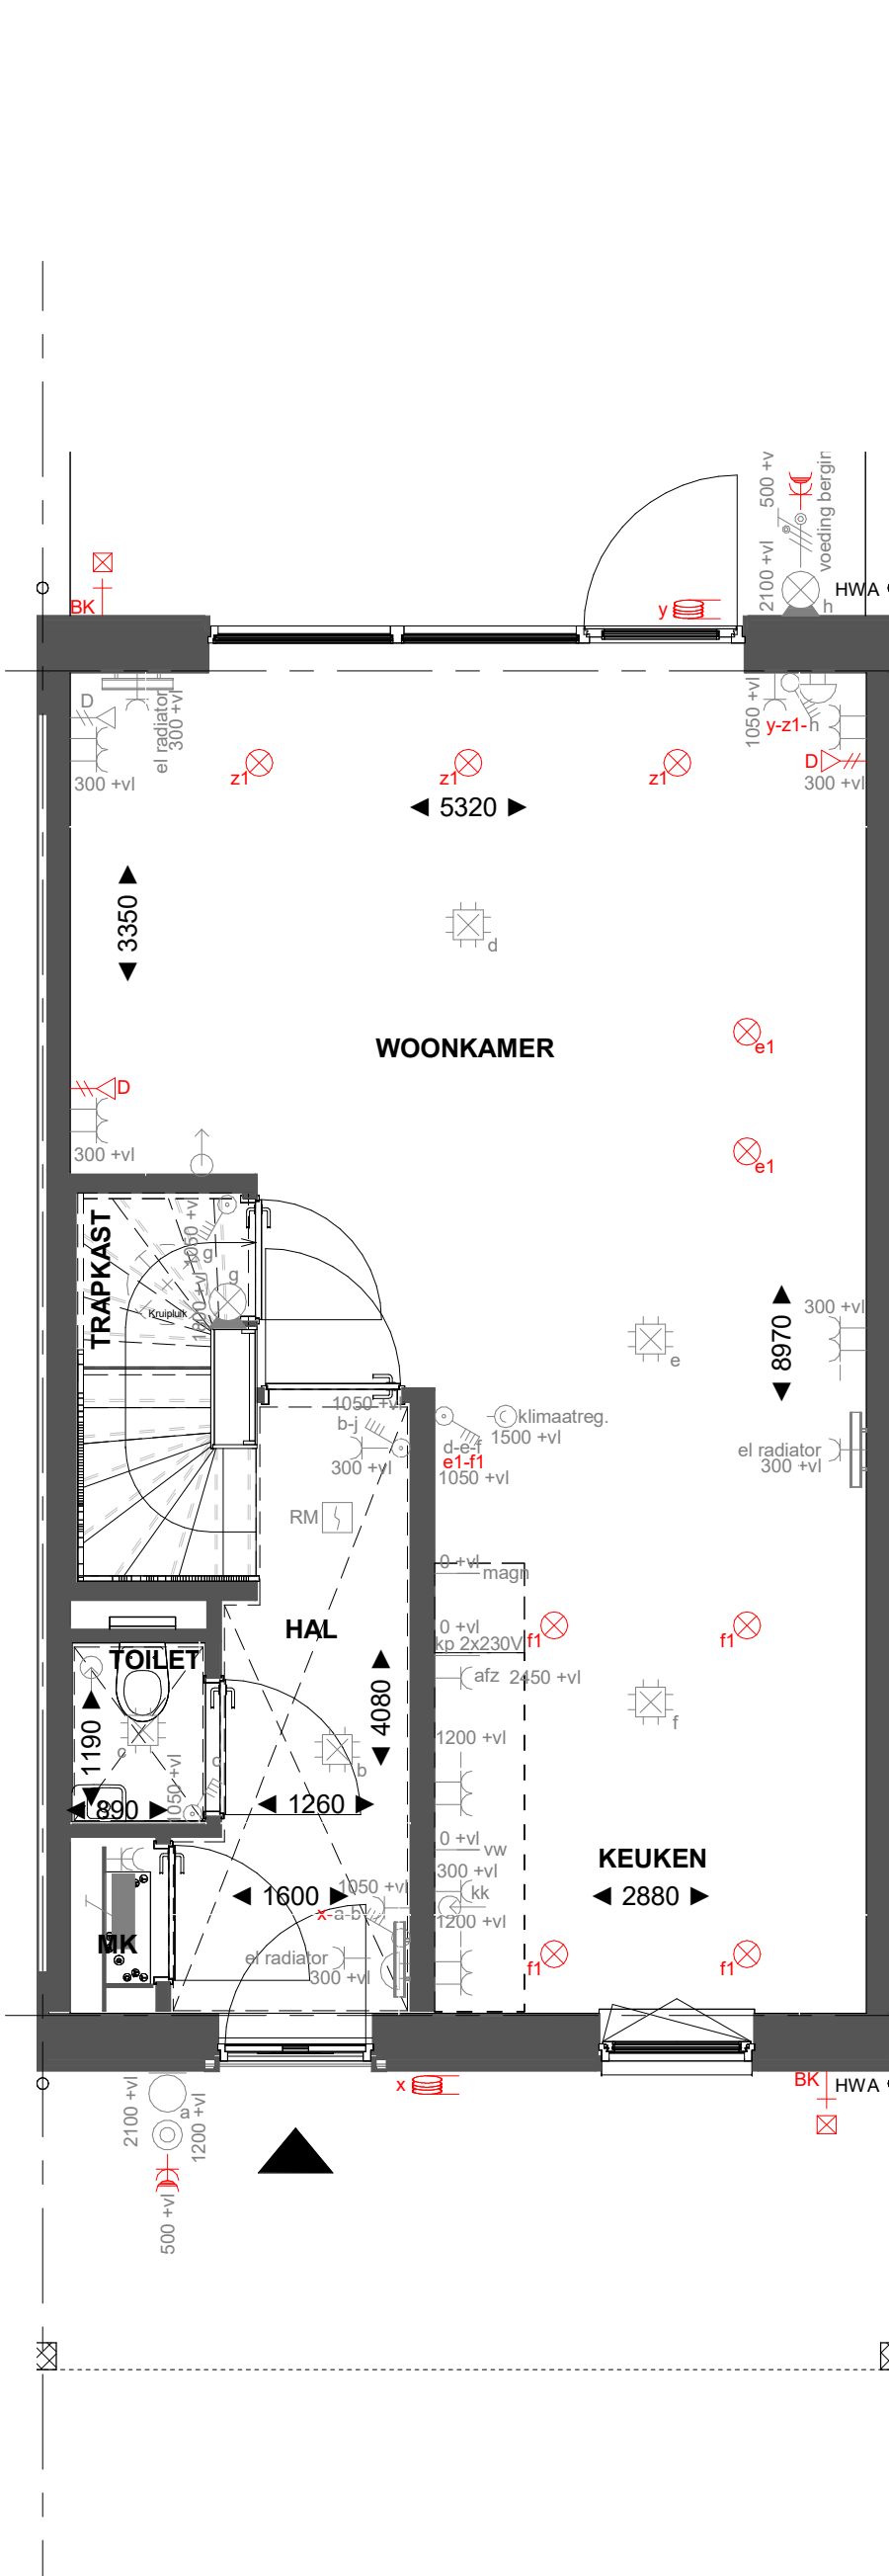 500 +v
voeding bergin
2100 +vl
h
HWA
BK
y
D
el radiator
300 +vl
300 +vl
1050 +vl
y-z1-h
D
300 +vl
z1
z1
z1
5320
3350
d
WOONKAMER
e1
D
300 +vl
e1
TRAPKAST
1050 +vl
g
g
Kruipluik
8970
300 +vl
e
1050 +vl
b-j
300 +vl
klimaatreg.
1500 +vl
d-e-f
e1-f1
1050 +vl
el radiator
300 +vl
RM
0 +vl
magn
HAL
0 +vl
kp 2x230V
f1
f1
TOILET
afz
2450 +vl
4080
f
1190
c
1200 +vl
b
1050 +vl
890
1260
0 +vl
vw
KEUKEN
300 +vl
kk
1600
1050 +vl
2880
x-a-b
1200 +vl
MK
el radiator
300 +vl
f1
f1
x
BK
HWA
2100 +vl
a
1200 +vl
500 +vl